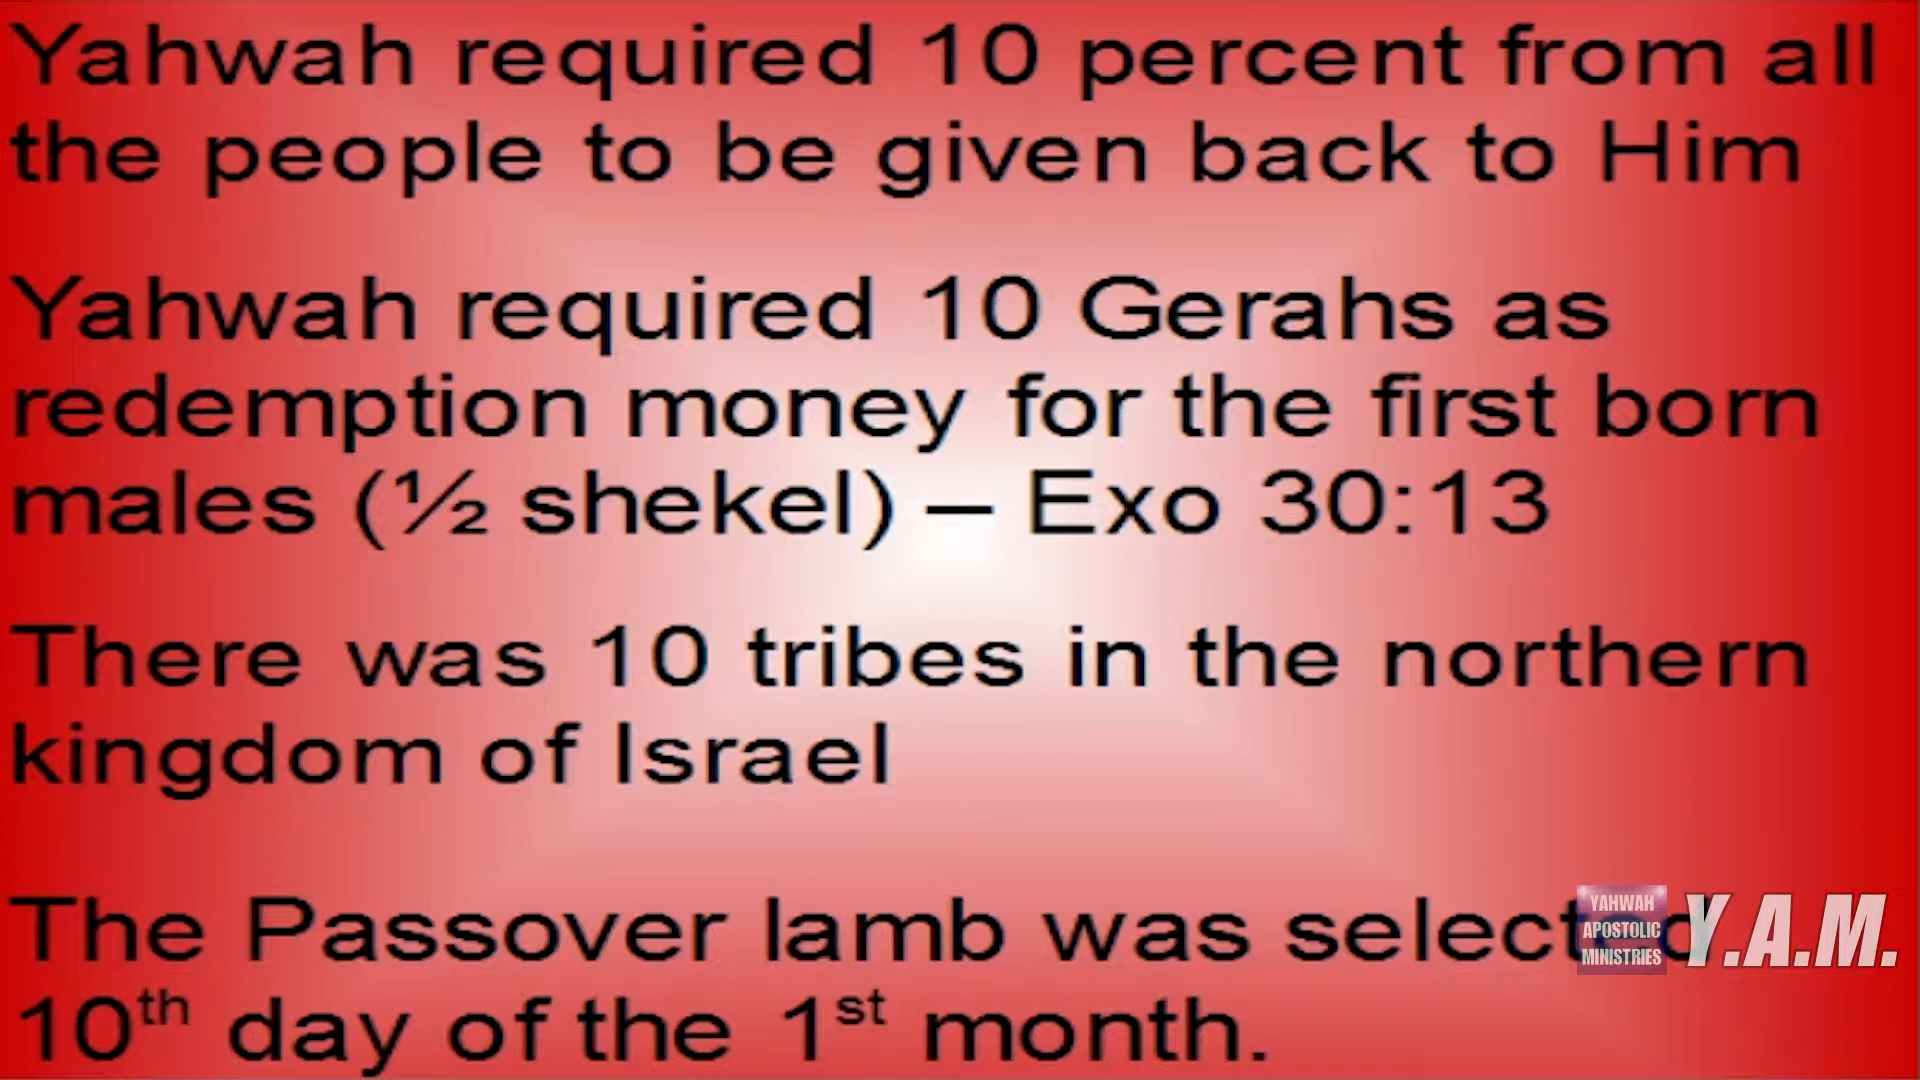 Yahwah required 10 percent from all
the people to be given back to Him
Yahwah required 10 Gerahs as
redemption money for the first born
males (½ shekel) – Exo 30:13
There was 10 tribes in the northern
kingdom of Israel
The Passover lamb was selected
10th day of the 1st month.
YAHWAH
APOSTOLIC
MINISTRIES
Y.A.M.